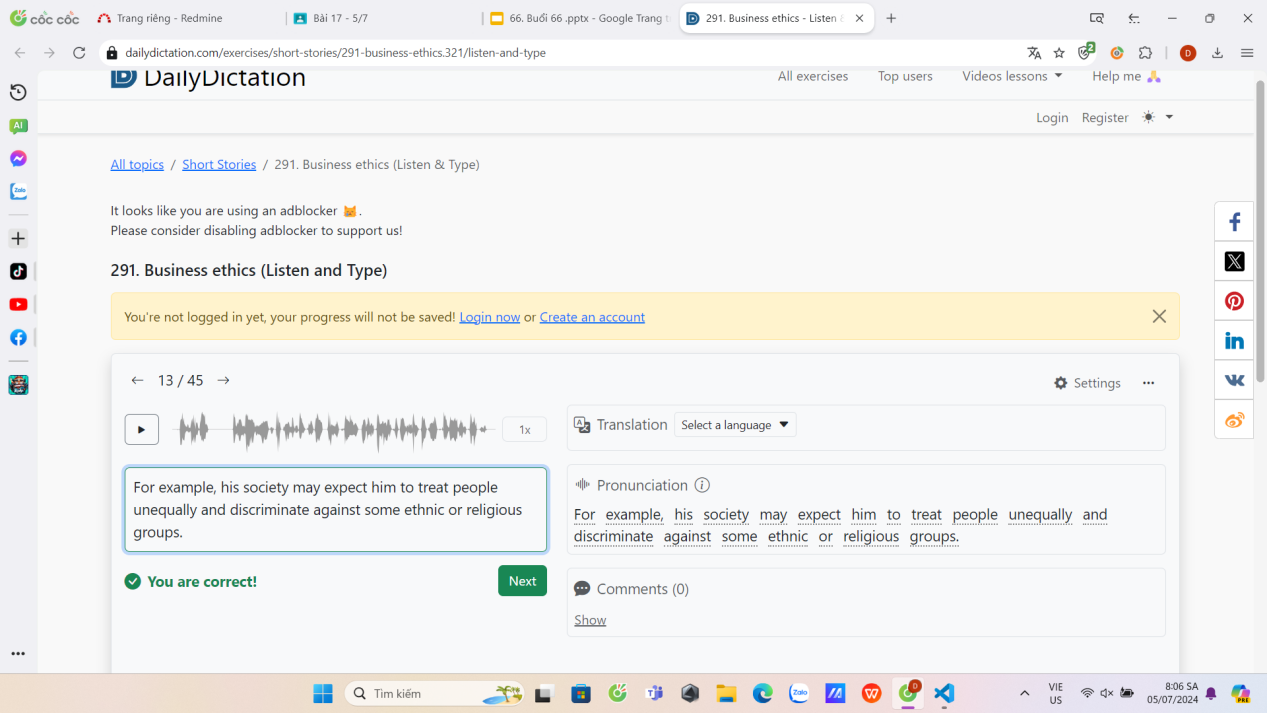 cốc cốc
Trang riêng - Redmine
Bài 17 - 5/7
66. Buổi 66 .pptx - Google Trang t
291. Business ethics - Listen &
dailydictation.com/exercises/short-stories/291-business-ethics.321/listen-and-type
2
D
AI
Zalo
DailyDictation
All exercises
Top users
Videos lessons
Help me
Login
Register
All topics / Short Stories / 291. Business ethics (Listen & Type)
It looks like you are using an adblocker .
Please consider disabling adblocker to support us!
291. Business ethics (Listen and Type)
You're not logged in yet, your progress will not be saved! Login now or Create an account
13 / 45
Settings
1x
Translation
Select a language
For example, his society may expect him to treat people
unequally and discriminate against some ethnic or religious
groups.
Pronunciation
For example, his society may expect him to treat people unequally and
discriminate against some ethnic or religious groups.
You are correct!
Next
Comments (0)
Show
Tìm kiếm
Zalo
D
VIE
US
8:06 SA
05/07/2024
PRE